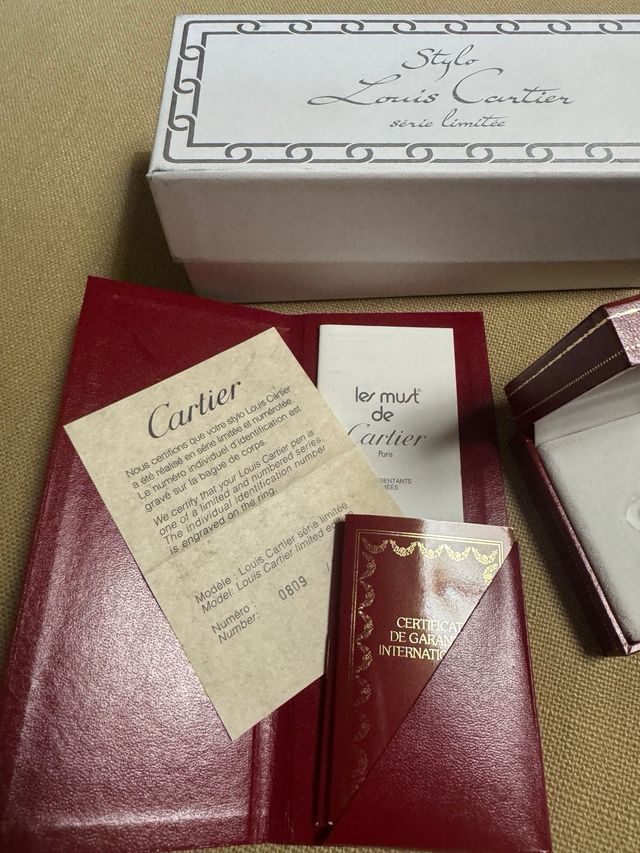 Stylo
Louis Cartier
série limitée
Cartier
Nous certifions que votre stylo Louis Cartier
a été réalisé en série limitée et numérotée.
Le numéro individuel d'identification est
gravé sur la bague de corps.
We certify that your Louis Cartier pen is
one of a limited and numbered series.
The individual identification number
is engraved on the ring.
Modèle : Louis Cartier série limitée
Model: Louis Cartier limited
Numéro :
Number:
0809
les must
de
Cartier
Paris
CERTIFICAT
DE